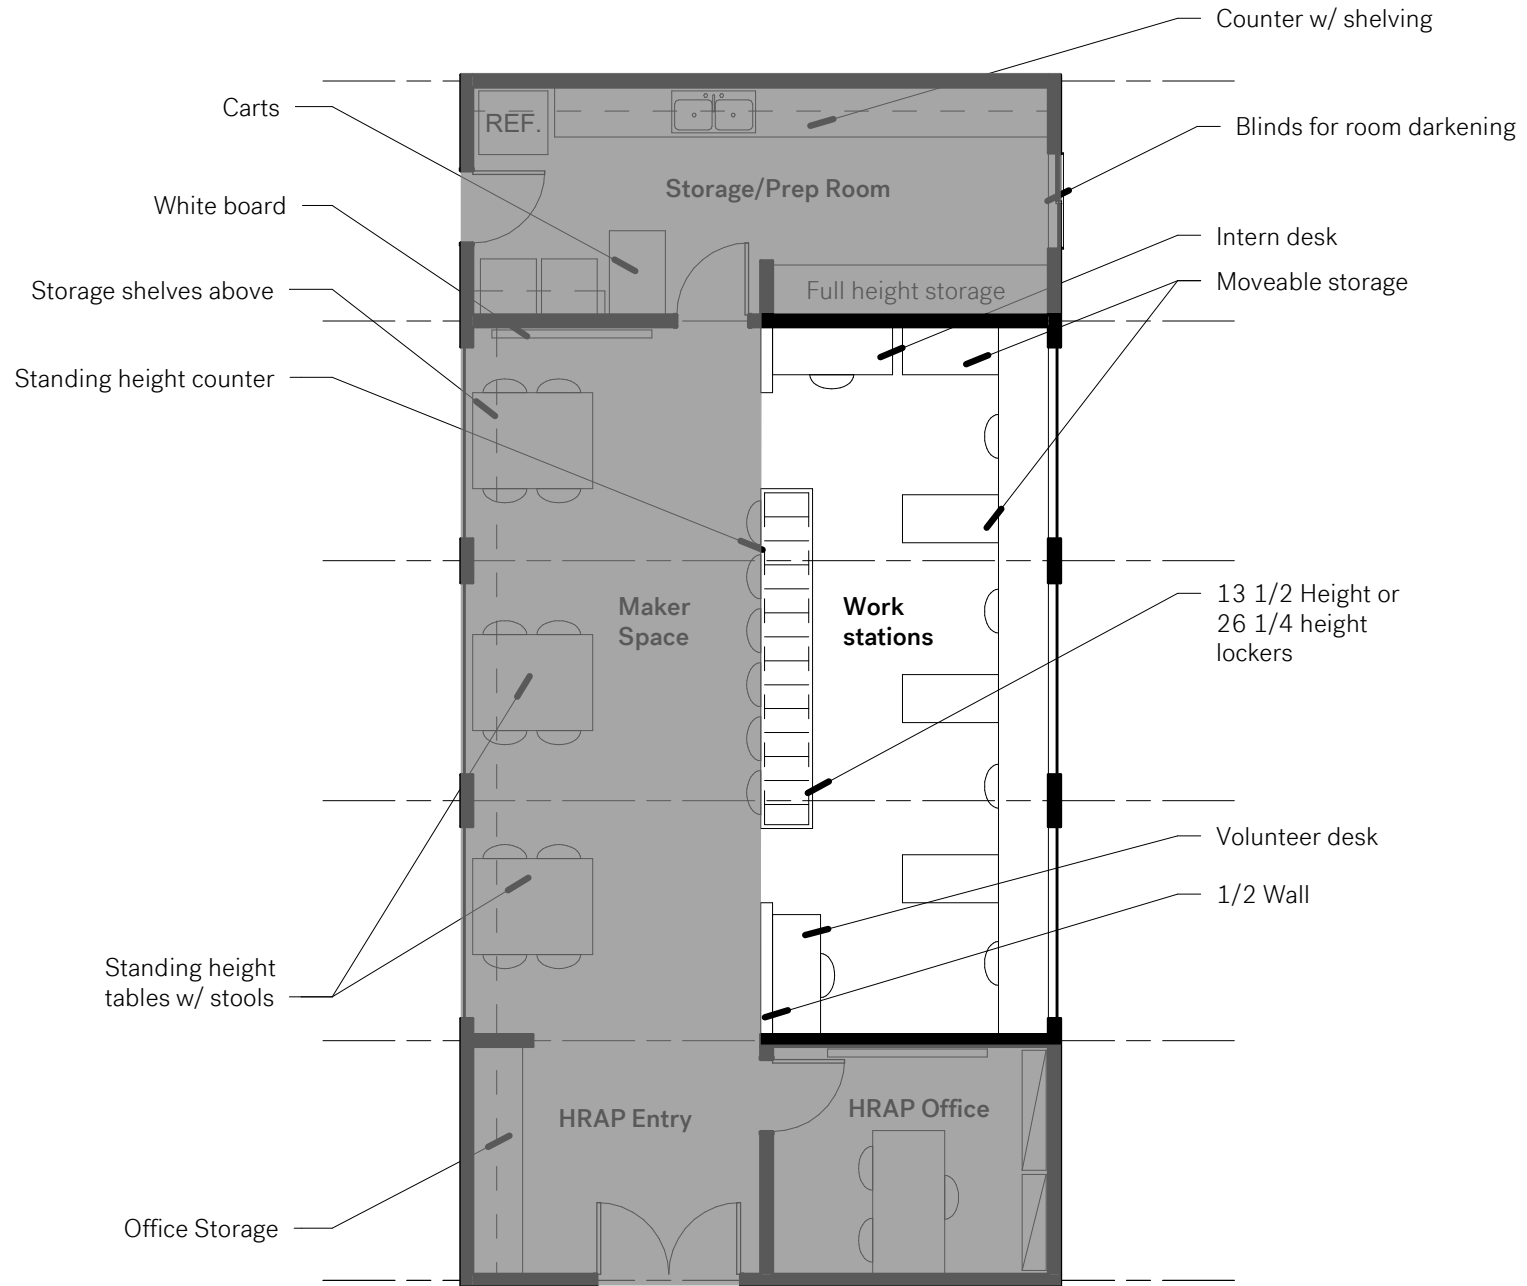 Counter w/ shelving
Carts
REF.
Blinds for room darkening
Storage/Prep Room
White board
Intern desk
Storage shelves above
Full height storage
Moveable storage
Standing height counter
Maker
Space
Work
stations
13 1/2 Height or
26 1/4 height
lockers
Volunteer desk
1/2 Wall
Standing height
tables w/ stools
HRAP Entry
HRAP Office
Office Storage